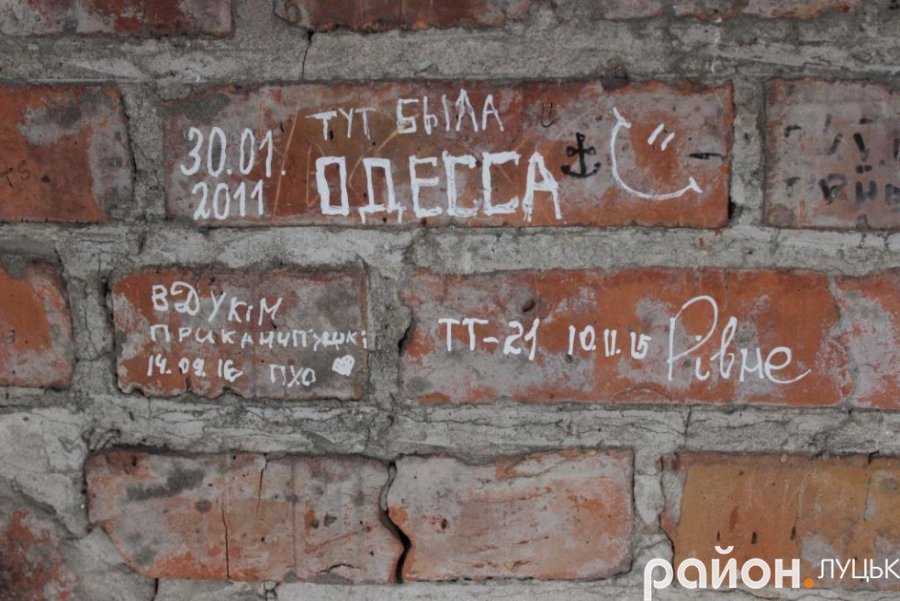 30.01.
2011
ТУТ БЫЛА
ОДЕССА
ВДУКІМ
14.09.16 ПХО
ТТ-21 10.11.15 Рівне
район.ЛУЦЬК